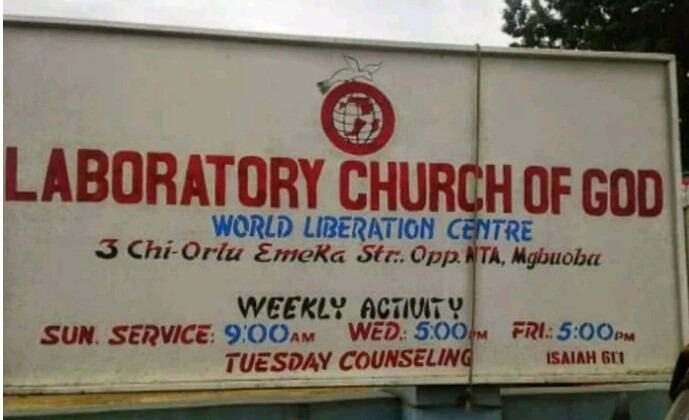 LABORATORY CHURCH OF GOD
WORLD LIBERATION CENTRE
3 Chi-Orlu Emeka Str:. Opp. NTA, Mgbuoba
WEEKLY ACTIVITY
SUN. SERVICE: 9:00AM WED.: 5:00PM FRI.: 5:00PM
TUESDAY COUNSELING ISAIAH 61:1